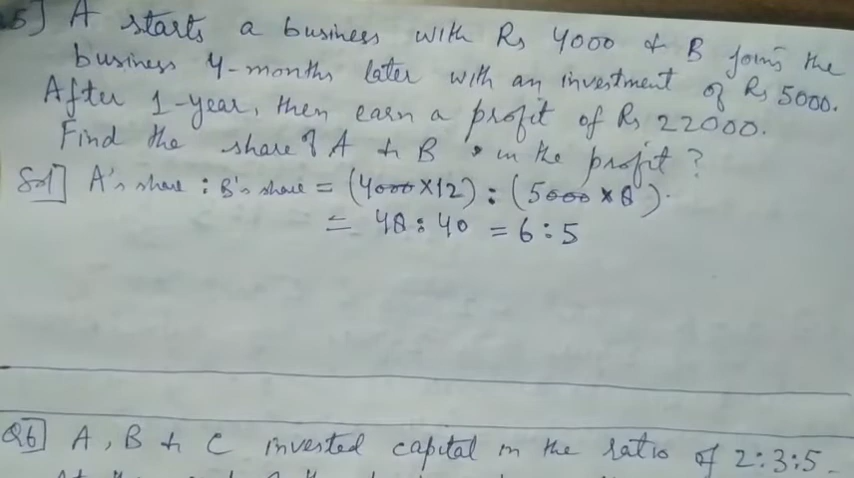 5] A starts a business with Rs 4000 & B joins the
business 4-months later with an investment of Rs 5000.
After 1-year, then earn a profit of Rs 22000.
Find the share of A & B in the profit?
Sol] A's share : B's share = (4000 × 12) : (5000 × 8).
= 48 : 40 = 6 : 5
Q6] A, B & C invested capital in the ratio of 2:3:5.